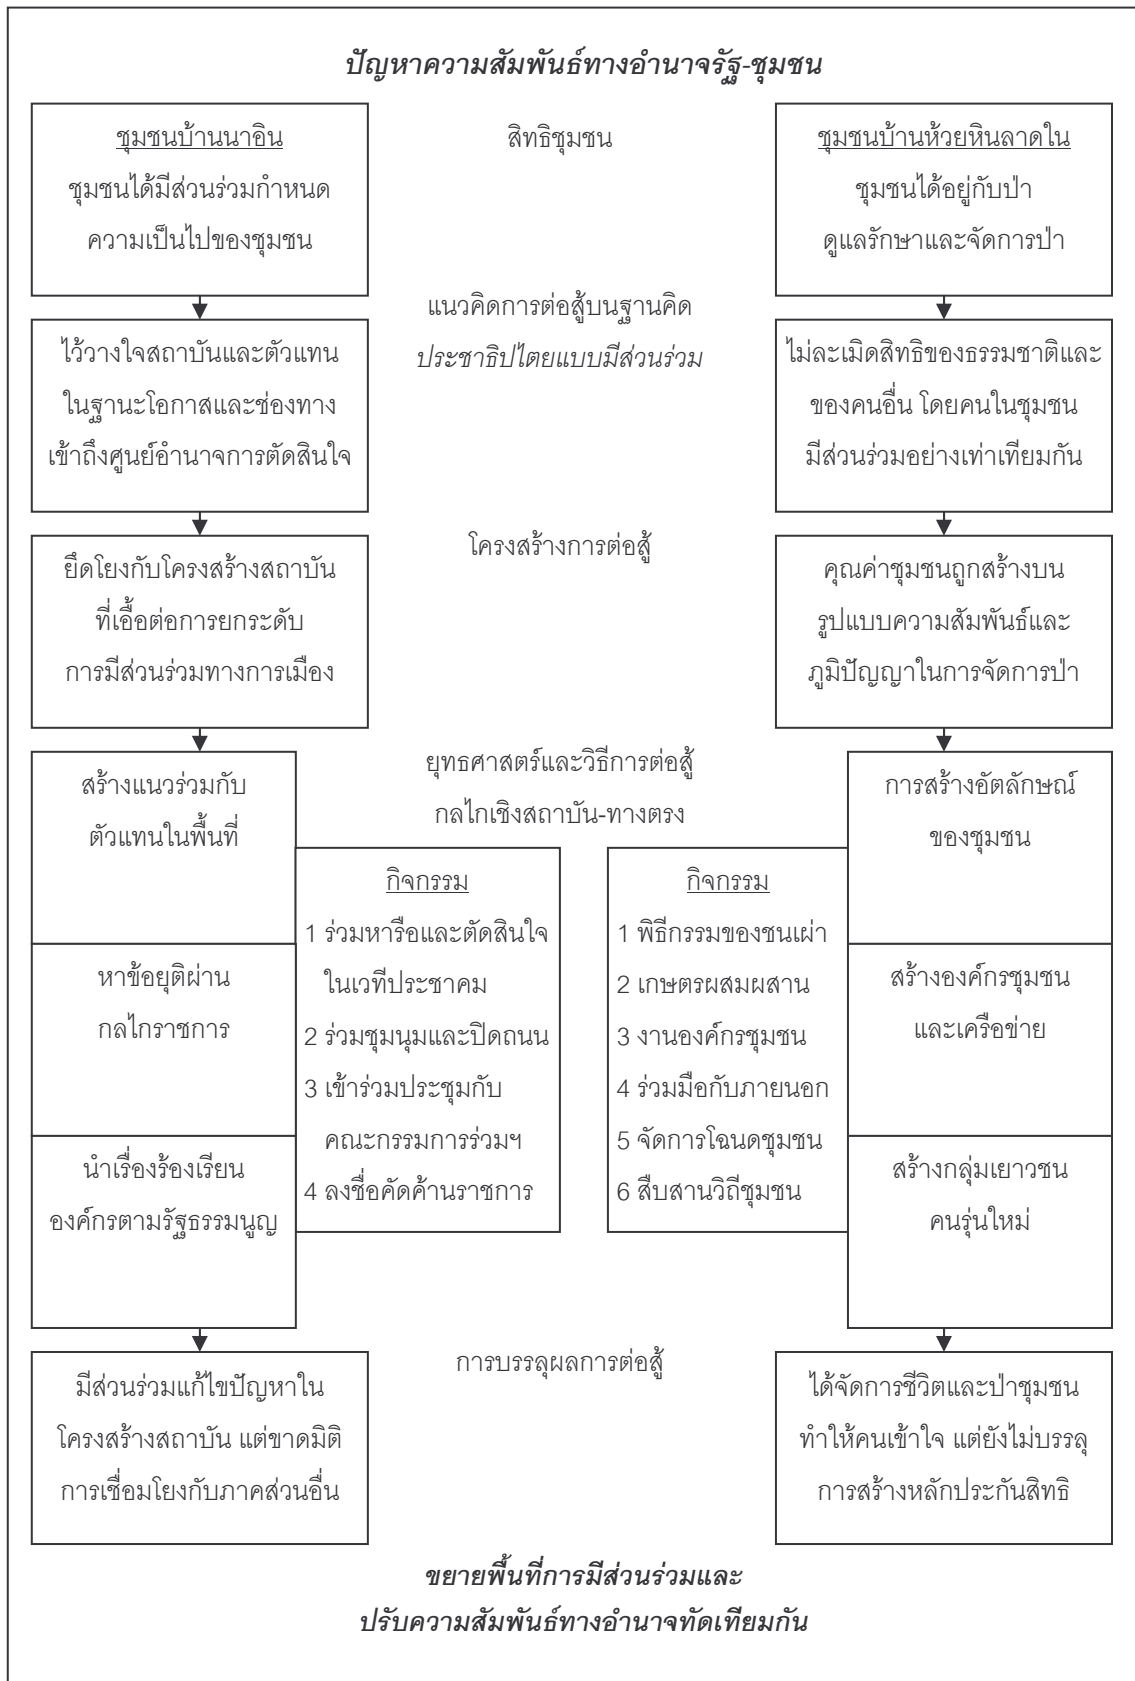 ปัญหาความสัมพันธ์ทางอำนาจรัฐ-ชุมชน
ชุมชนบ้านนาอิน
ชุมชนได้มีส่วนร่วมกำหนด
ความเป็นไปของชุมชน
สิทธิชุมชน
ชุมชนบ้านห้วยหินลาดใน
ชุมชนได้อยู่กับป่า
ดูแลรักษาและจัดการป่า
แนวคิดการต่อสู้บนฐานคิด
ประชาธิปไตยแบบมีส่วนร่วม
ไว้วางใจสถาบันและตัวแทน
ในฐานะโอกาสและช่องทาง
เข้าถึงศูนย์อำนาจการตัดสินใจ
ไม่ละเมิดสิทธิของธรรมชาติและ
ของคนอื่น โดยคนในชุมชน
มีส่วนร่วมอย่างเท่าเทียมกัน
โครงสร้างการต่อสู้
ยึดโยงกับโครงสร้างสถาบัน
ที่เอื้อต่อการยกระดับ
การมีส่วนร่วมทางการเมือง
คุณค่าชุมชนถูกสร้างบน
รูปแบบความสัมพันธ์และ
ภูมิปัญญาในการจัดการป่า
ยุทธศาสตร์และวิธีการต่อสู้
กลไกเชิงสถาบัน-ทางตรง
สร้างแนวร่วมกับ
ตัวแทนในพื้นที่
หาข้อยุติผ่าน
กลไกราชการ
นำเรื่องร้องเรียน
องค์กรตามรัฐธรรมนูญ
กิจกรรม
1 ร่วมหารือและตัดสินใจ
ในเวทีประชาคม
2 ร่วมชุมนุมและปิดถนน
3 เข้าร่วมประชุมกับ
คณะกรรมการร่วมฯ
4 ลงชื่อคัดค้านราชการ
กิจกรรม
1 พิธีกรรมของชนเผ่า
2 เกษตรผสมผสาน
3 งานองค์กรชุมชน
4 ร่วมมือกับภายนอก
5 จัดการโฉนดชุมชน
6 สืบสานวิถีชุมชน
การสร้างอัตลักษณ์
ของชุมชน
สร้างองค์กรชุมชน
และเครือข่าย
สร้างกลุ่มเยาวชน
คนรุ่นใหม่
การบรรลุผลการต่อสู้
มีส่วนร่วมแก้ไขปัญหาใน
โครงสร้างสถาบัน แต่ขาดมิติ
การเชื่อมโยงกับภาคส่วนอื่น
ได้จัดการชีวิตและป่าชุมชน
ทำให้คนเข้าใจ แต่ยังไม่บรรลุ
การสร้างหลักประกันสิทธิ
ขยายพื้นที่การมีส่วนร่วมและ
ปรับความสัมพันธ์ทางอำนาจทัดเทียมกัน